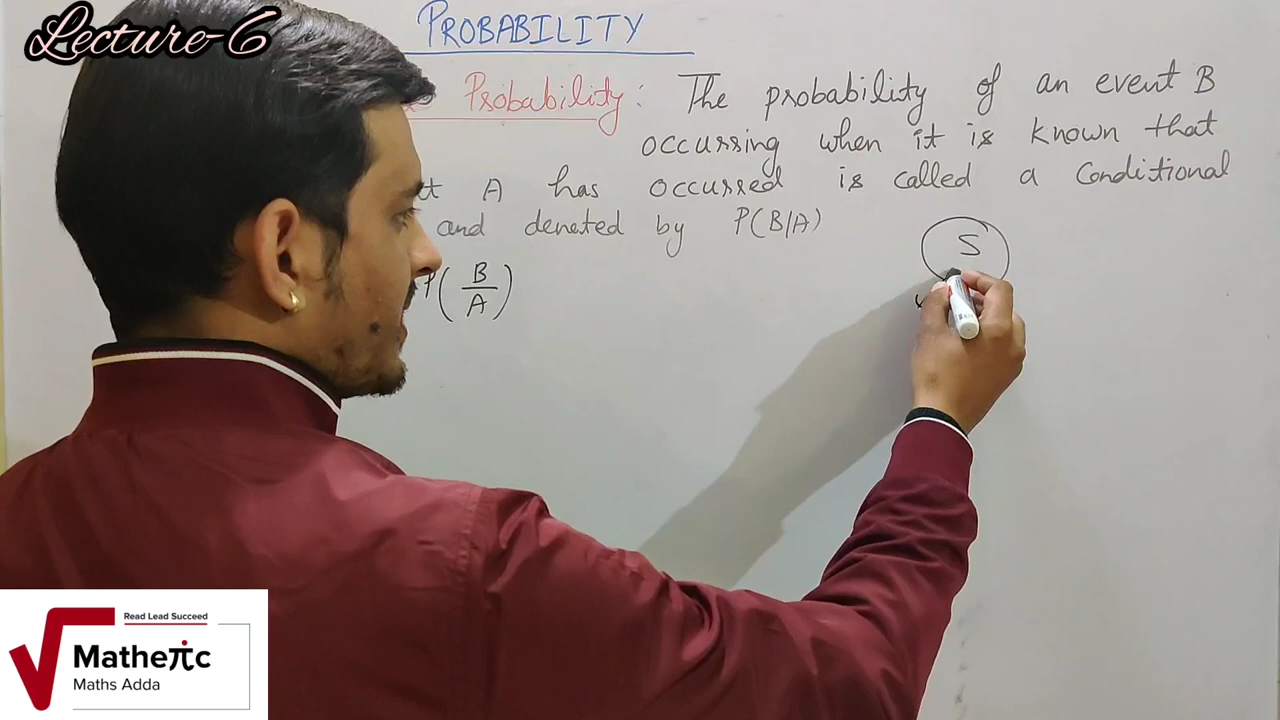 Lecture-6
PROBABILITY
Probability: The probability of an event B
occurring when it is known that
A has occurred is called a Conditional
and denoted by P(B/A)
P(B/A)
S
Read Lead Succeed
Matheπc
Maths Adda